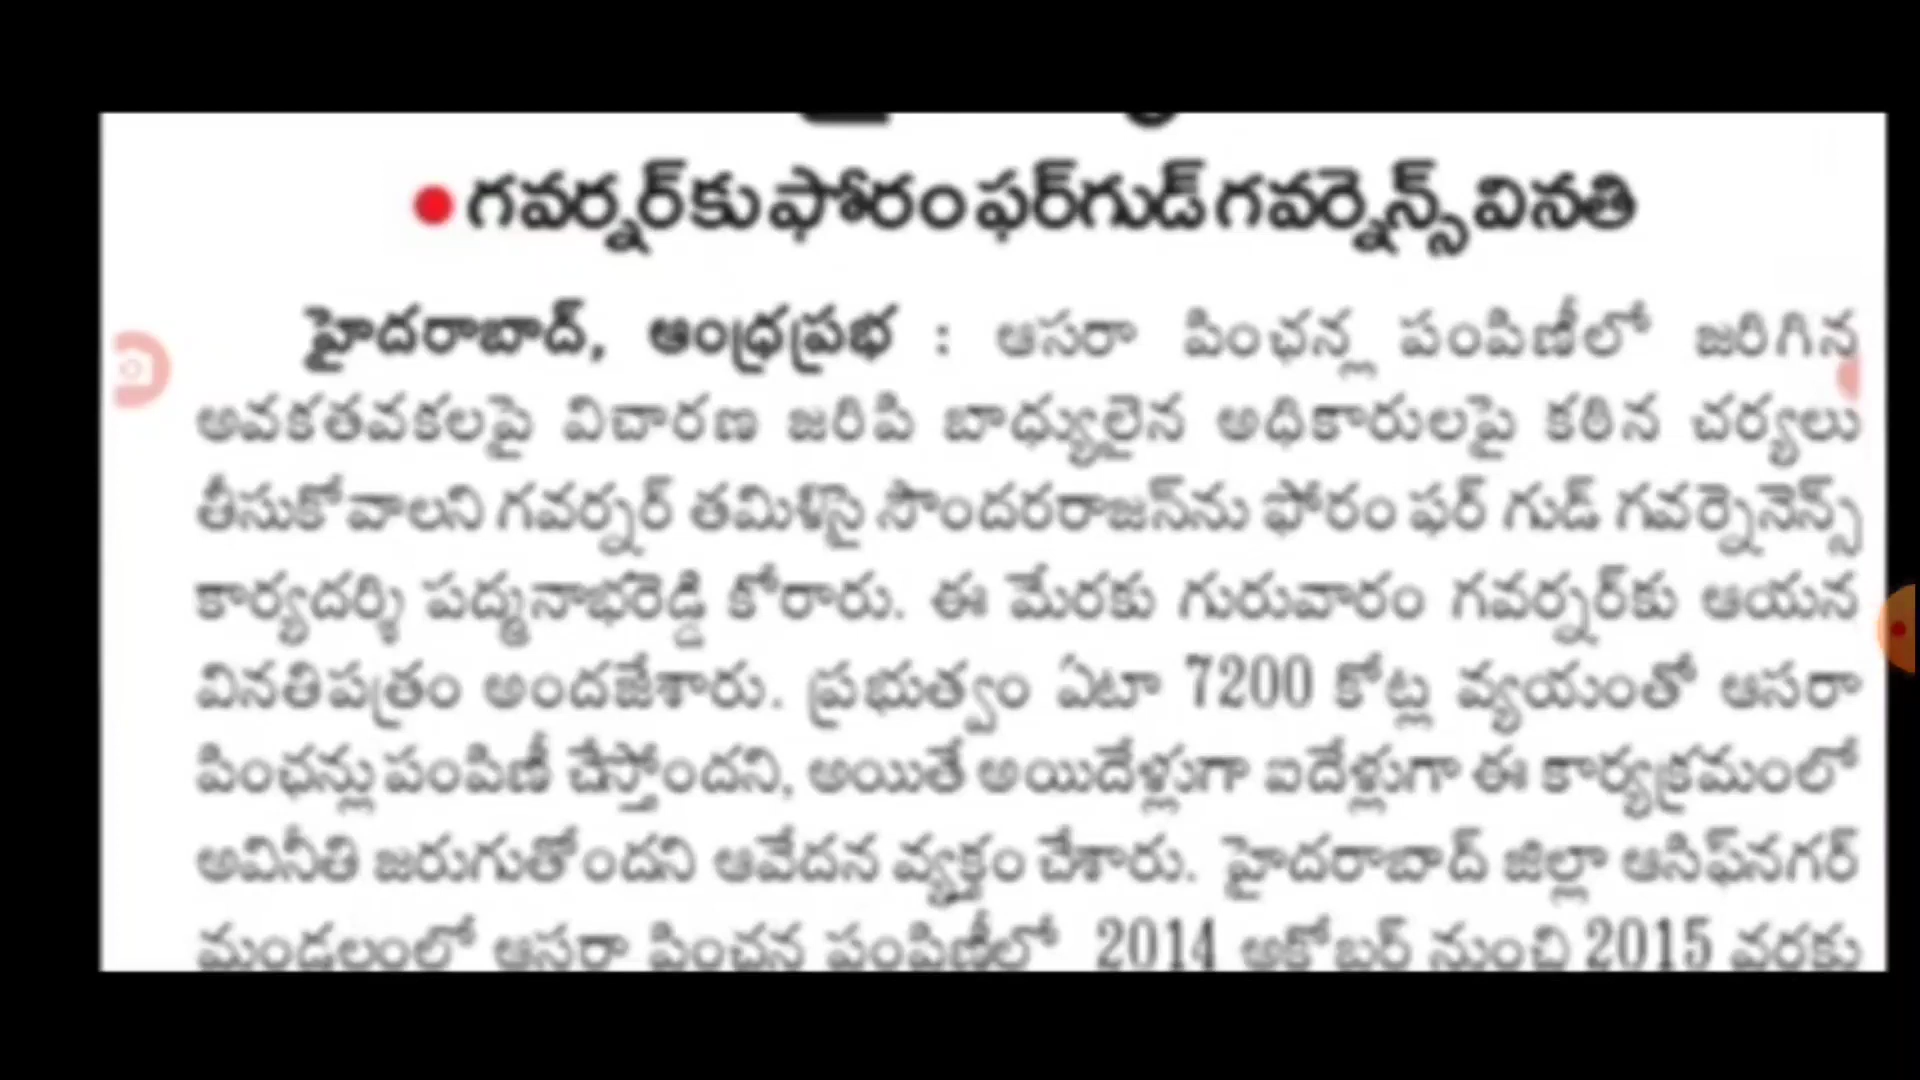 గవర్నర్‌కు ఫోరం ఫర్‌గుడ్ గవర్నెన్స్ వినతి
హైదరాబాద్, ఆంధ్రప్రభ : ఆసరా పింఛన్ల పంపిణీలో జరిగిన
అవకతవకలపై విచారణ జరిపి బాధ్యులైన అధికారులపై కఠిన చర్యలు
తీసుకోవాలని గవర్నర్ తమిళిసై సౌందరరాజన్‌ను ఫోరం ఫర్ గుడ్ గవర్నెనెన్స్
కార్యదర్శి పద్మనాభరెడ్డి కోరారు. ఈ మేరకు గురువారం గవర్నర్‌కు ఆయన
వినతిపత్రం అందజేశారు. ప్రభుత్వం ఏటా 7200 కోట్ల వ్యయంతో ఆసరా
పింఛన్లు పంపిణీ చేస్తోందని, అయితే అయిదేళ్లుగా ఐదేళ్లుగా ఈ కార్యక్రమంలో
అవినీతి జరుగుతోందని ఆవేదన వ్యక్తం చేశారు. హైదరాబాద్ జిల్లా ఆసిఫ్‌నగర్
మండలంలో ఆసరా పింఛన పంపిణీలో 2014 అకోబర్ నుంచి 2015 వరకు